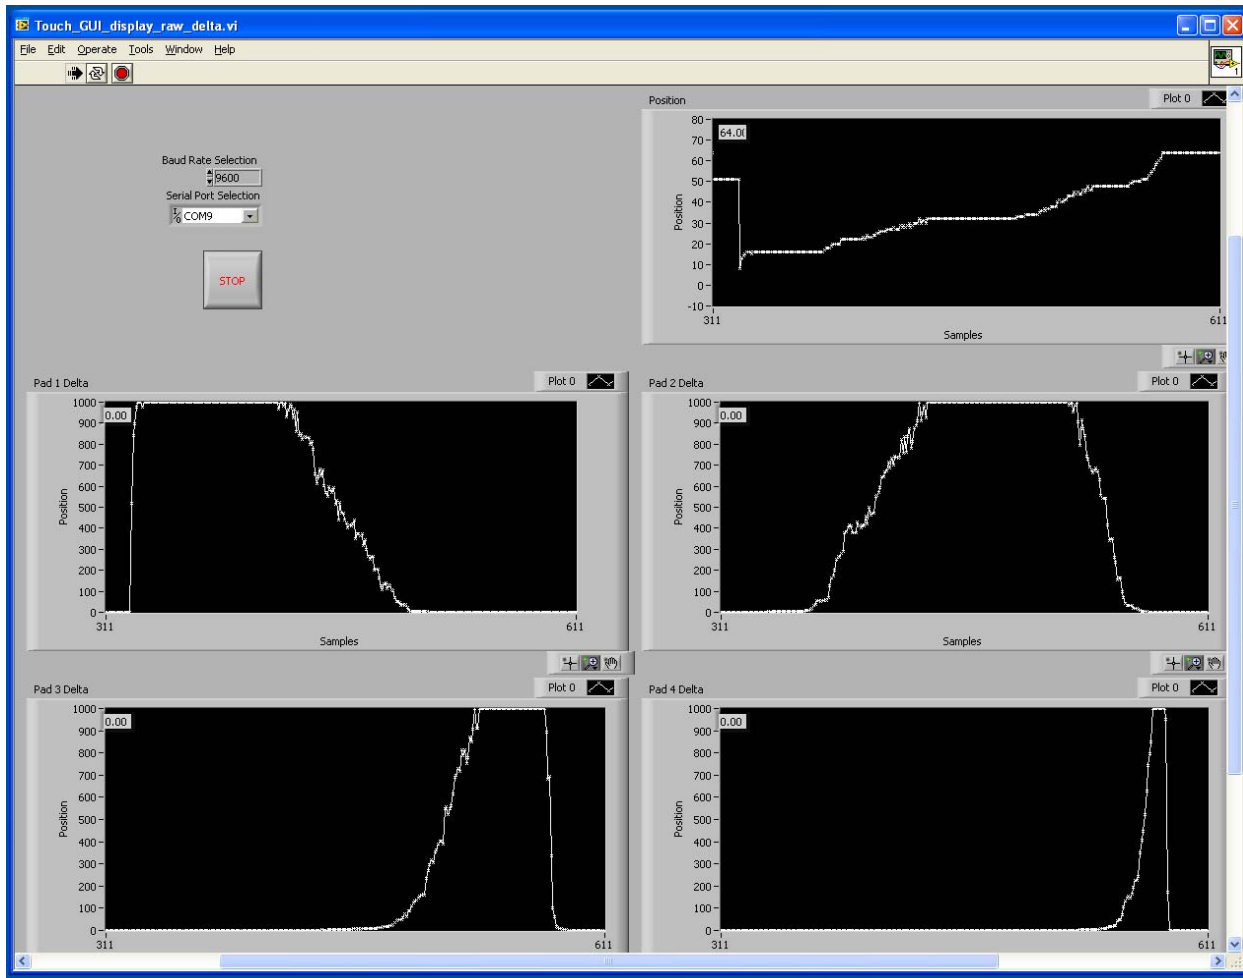 Touch_GUI_display_raw_delta.vi
File Edit Operate Tools Window Help
1
Baud Rate Selection
9600
Serial Port Selection
I/O COM9
STOP
Position
Plot 0
64.0
80
70
60
50
40
30
20
10
0
-10
Position
311
611
Samples
Pad 1 Delta
Plot 0
0.00
1000
900
800
700
600
500
400
300
200
100
0
Position
311
611
Samples
Pad 2 Delta
Plot 0
0.00
1000
900
800
700
600
500
400
300
200
100
0
Position
311
611
Samples
Pad 3 Delta
Plot 0
0.00
1000
900
800
700
600
500
400
300
200
100
0
Position
311
611
Pad 4 Delta
Plot 0
0.00
1000
900
800
700
600
500
400
300
200
100
0
Position
311
611